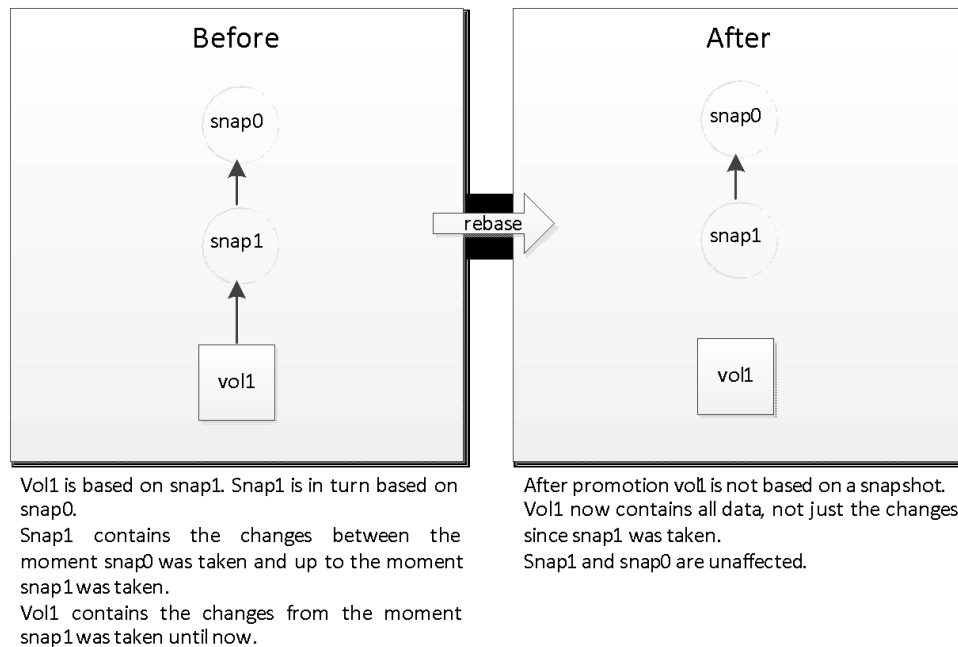 Before
snap0
snap1
vol1
Vol1 is based on snap1. Snap1 is in turn based on
snap0.
Snap1 contains the changes between the
moment snap0 was taken and up to the moment
snap1 was taken.
Vol1 contains the changes from the moment
snap1 was taken until now.
rebase
After
snap0
snap1
vol1
After promotion vol1 is not based on a snapshot.
Vol1 now contains all data, not just the changes
since snap1 was taken.
Snap1 and snap0 are unaffected.